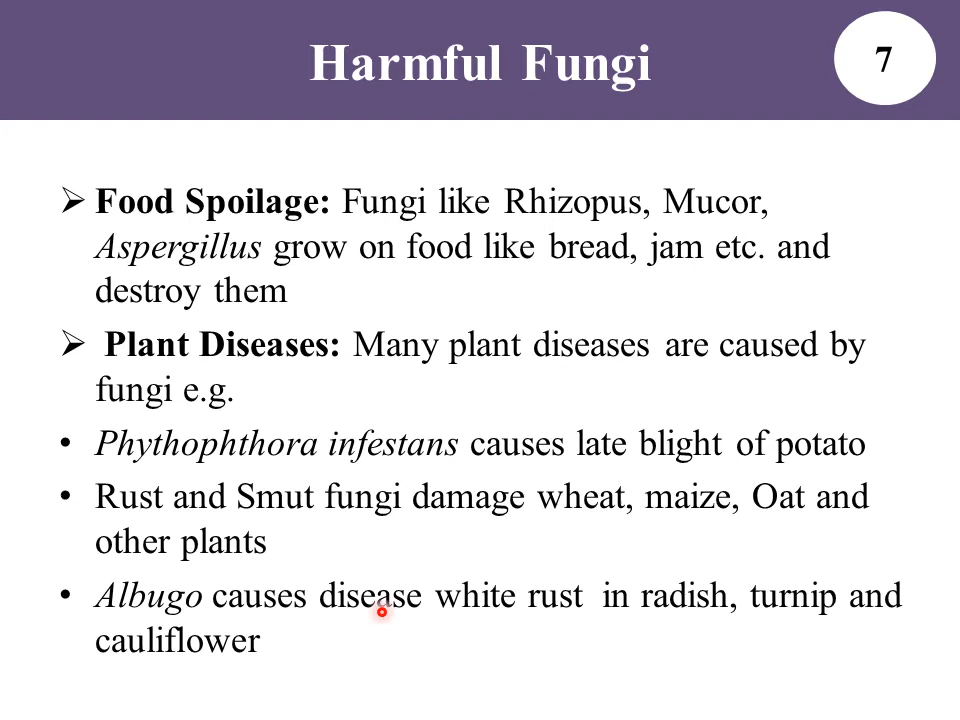 Harmful Fungi
7
➢ Food Spoilage: Fungi like Rhizopus, Mucor,
Aspergillus grow on food like bread, jam etc. and
destroy them
➢ Plant Diseases: Many plant diseases are caused by
fungi e.g.
• Phythophthora infestans causes late blight of potato
• Rust and Smut fungi damage wheat, maize, Oat and
other plants
• Albugo causes disease white rust in radish, turnip and
cauliflower